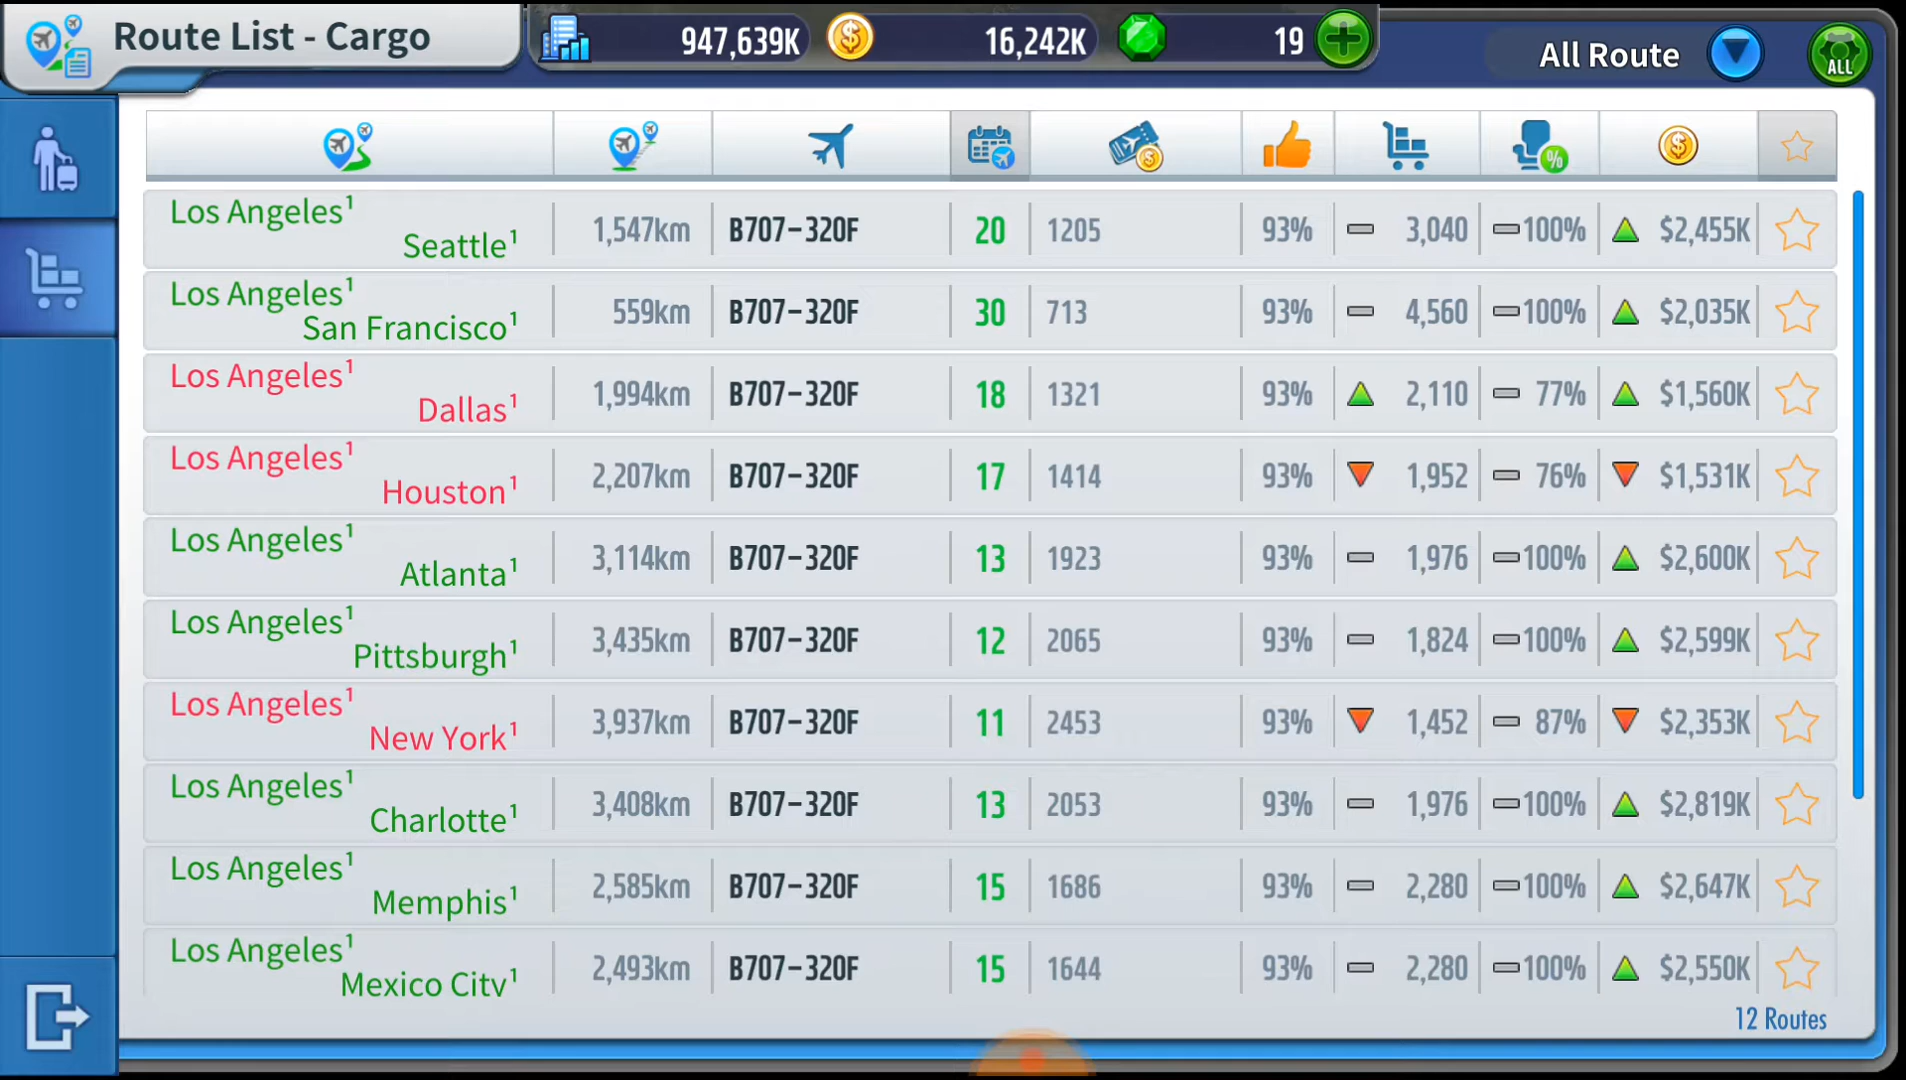 Route List - Cargo
947,639K
16,242K
19
All Route
ALL
%
Los Angeles¹
Seattle¹
1,547km B707-320F 20 1205 93% 3,040 100% $2,455K
Los Angeles¹
San Francisco¹
559km B707-320F 30 713 93% 4,560 100% $2,035K
Los Angeles¹
Dallas¹
1,994km B707-320F 18 1321 93% 2,110 77% $1,560K
Los Angeles¹
Houston¹
2,207km B707-320F 17 1414 93% 1,952 76% $1,531K
Los Angeles¹
Atlanta¹
3,114km B707-320F 13 1923 93% 1,976 100% $2,600K
Los Angeles¹
Pittsburgh¹
3,435km B707-320F 12 2065 93% 1,824 100% $2,599K
Los Angeles¹
New York¹
3,937km B707-320F 11 2453 93% 1,452 87% $2,353K
Los Angeles¹
Charlotte¹
3,408km B707-320F 13 2053 93% 1,976 100% $2,819K
Los Angeles¹
Memphis¹
2,585km B707-320F 15 1686 93% 2,280 100% $2,647K
Los Angeles¹
Mexico City¹
2,493km B707-320F 15 1644 93% 2,280 100% $2,550K
12 Routes